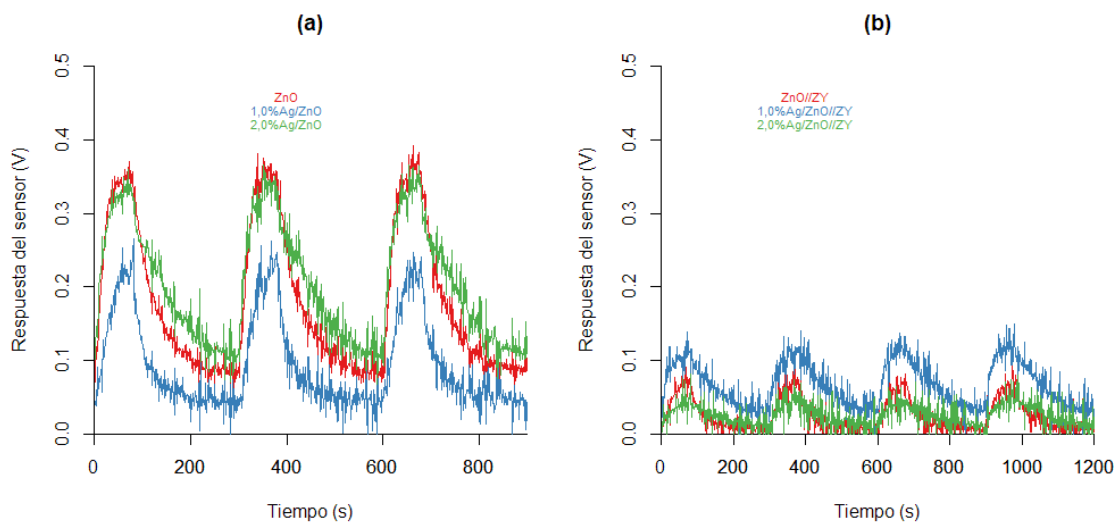 (a)
Respuesta del sensor (V)
0.0 0.1 0.2 0.3 0.4 0.5
ZnO
1,0%Ag/ZnO
2,0%Ag/ZnO
0 200 400 600 800
Tiempo (s)
(b)
Respuesta del sensor (V)
0.0 0.1 0.2 0.3 0.4 0.5
ZnO//ZY
1,0%Ag/ZnO//ZY
2,0%Ag/ZnO//ZY
0 200 400 600 800 1000 1200
Tiempo (s)